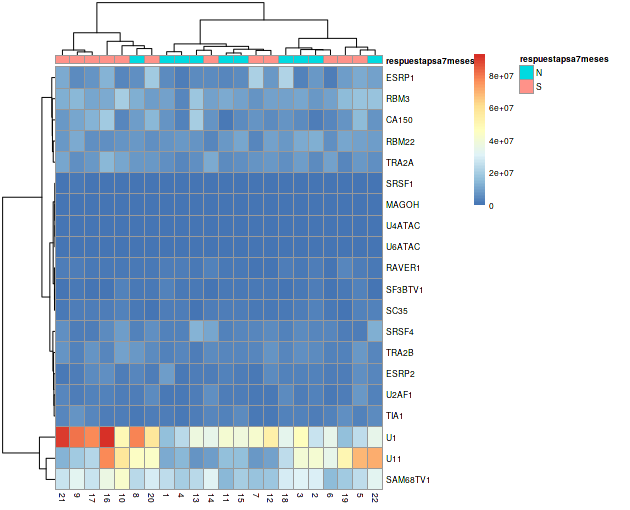 respuestapsa7meses
respuestapsa7meses
N
S
8e+07
6e+07
4e+07
2e+07
0
ESRP1
RBM3
CA150
RBM22
TRA2A
SRSF1
MAGOH
U4ATAC
U6ATAC
RAVER1
SF3BTV1
SC35
SRSF4
TRA2B
ESRP2
U2AF1
TIA1
U1
U11
SAM68TV1
21 9 17 16 10 8 20 1 4 13 14 11 15 7 12 18 3 2 6 19 5 22